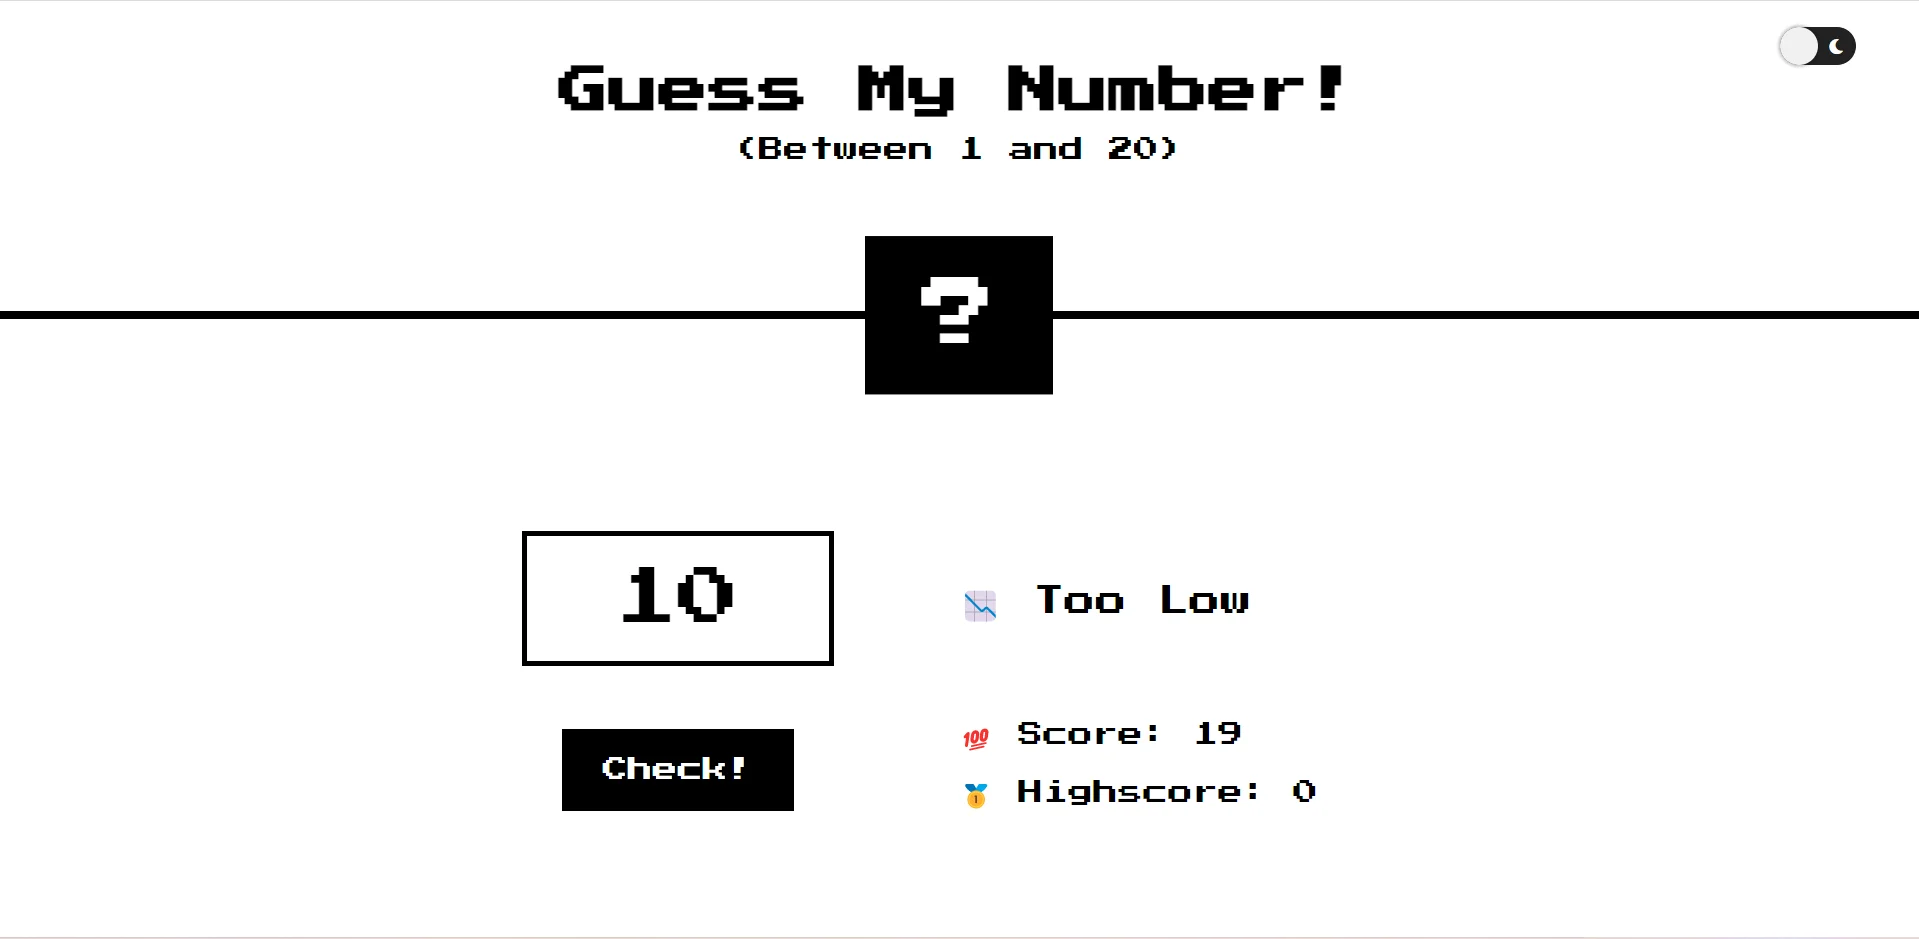 Guess My Number!
(Between 1 and 20)
?
10
📉 Too Low
Check!
💯 Score: 19
🥇 Highscore: 0